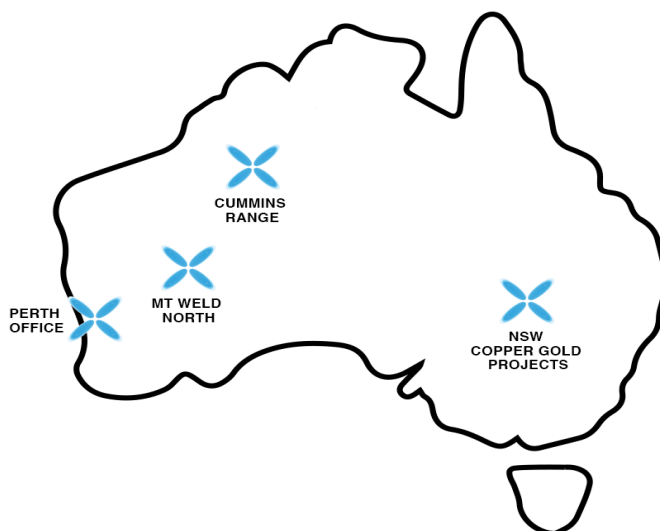 CUMMINS
RANGE
MT WELD
NORTH
PERTH
OFFICE
NSW
COPPER GOLD
PROJECTS